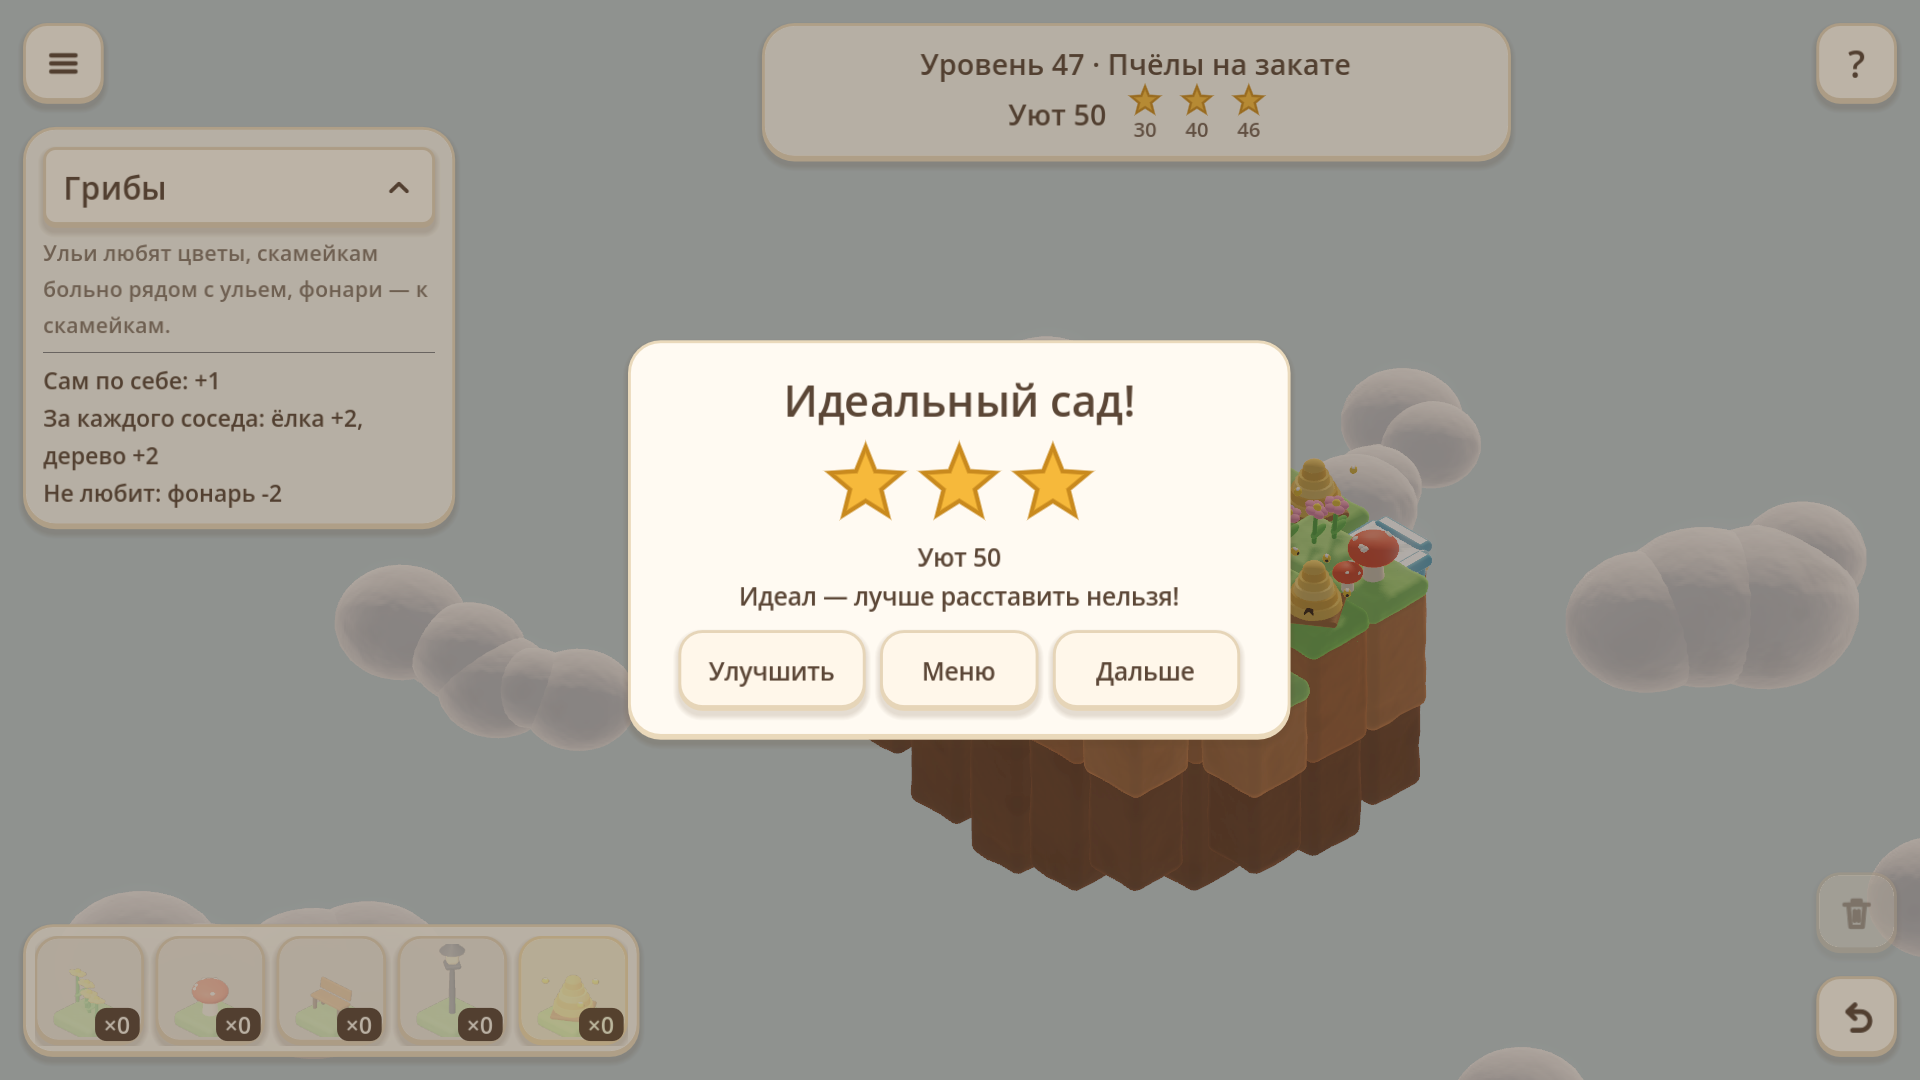 Уровень 47 · Пчёлы на закате
Уют 50
30 40 46
?
Грибы
Ульи любят цветы, скамейкам
больно рядом с ульем, фонари — к
скамейкам.
Сам по себе: +1
За каждого соседа: ёлка +2,
дерево +2
Не любит: фонарь -2
Идеальный сад!
Уют 50
Идеал — лучше расставить нельзя!
Улучшить
Меню
Дальше
×0 ×0 ×0 ×0 ×0